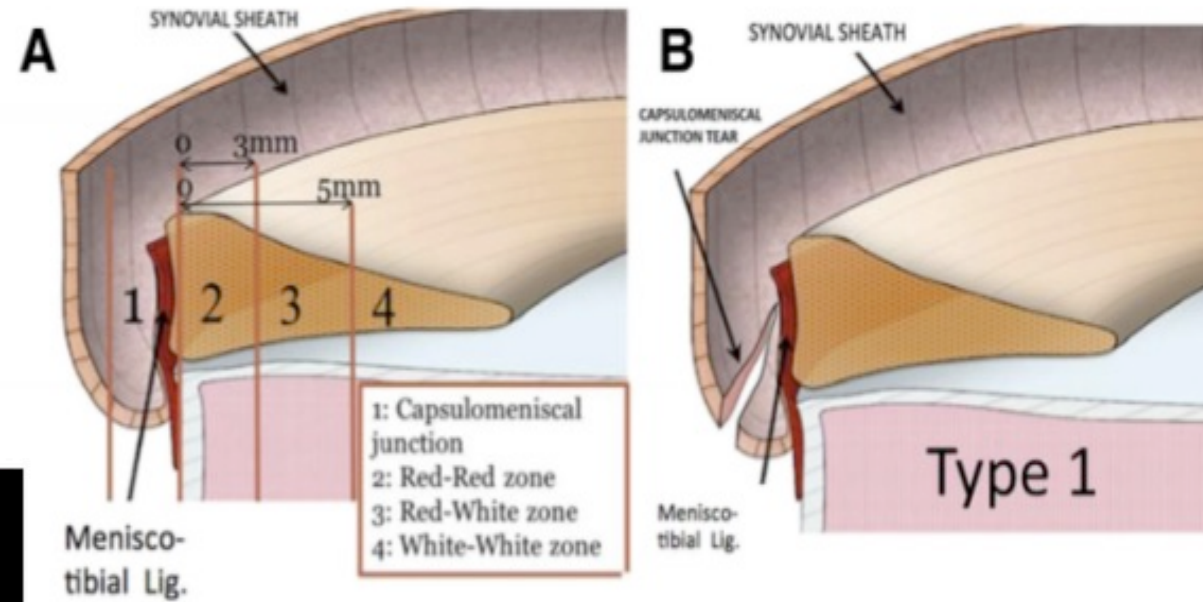 A
SYNOVIAL SHEATH
0 3mm
0 5mm
1 2 3 4
1: Capsulomeniscal
junction
2: Red-Red zone
3: Red-White zone
4: White-White zone
Menisco-
tibial Lig.
B
SYNOVIAL SHEATH
CAPSULOMENISCAL
JUNCTION TEAR
Type 1
Menisco-
tibial Lig.